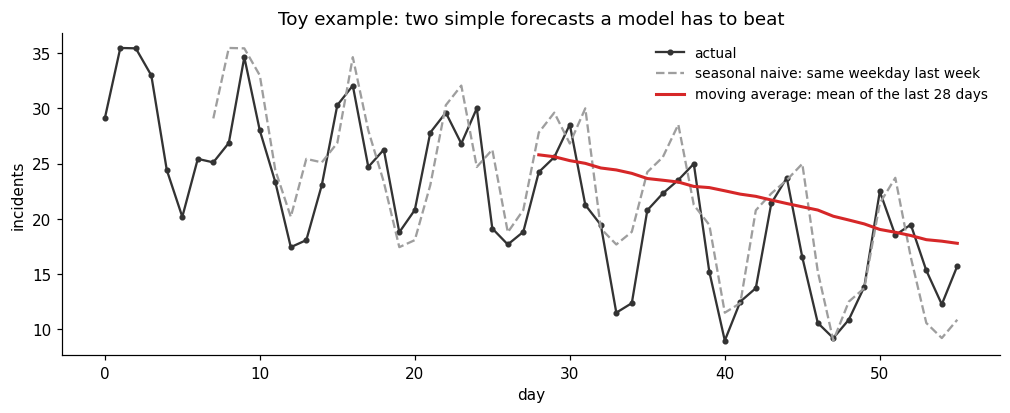 Toy example: two simple forecasts a model has to beat
actual
seasonal naive: same weekday last week
moving average: mean of the last 28 days
incidents
35
30
25
20
15
10
0
10
20
30
40
50
day